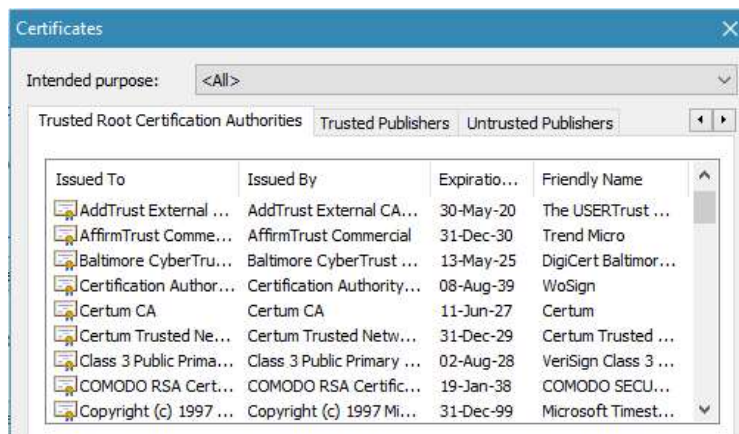 Certificates
Intended purpose: <All>
Trusted Root Certification Authorities Trusted Publishers Untrusted Publishers
Issued To Issued By Expiratio... Friendly Name
AddTrust External ... AddTrust External CA... 30-May-20 The USERTrust ...
AffirmTrust Comme... AffirmTrust Commercial 31-Dec-30 Trend Micro
Baltimore CyberTru... Baltimore CyberTrust ... 13-May-25 DigiCert Baltimor...
Certification Author... Certification Authority... 08-Aug-39 WoSign
Certum CA Certum CA 11-Jun-27 Certum
Certum Trusted Ne... Certum Trusted Netw... 31-Dec-29 Certum Trusted ...
Class 3 Public Prima... Class 3 Public Primary ... 02-Aug-28 VeriSign Class 3 ...
COMODO RSA Cert... COMODO RSA Certific... 19-Jan-38 COMODO SECU...
Copyright (c) 1997 ... Copyright (c) 1997 Mi... 31-Dec-99 Microsoft Timest...